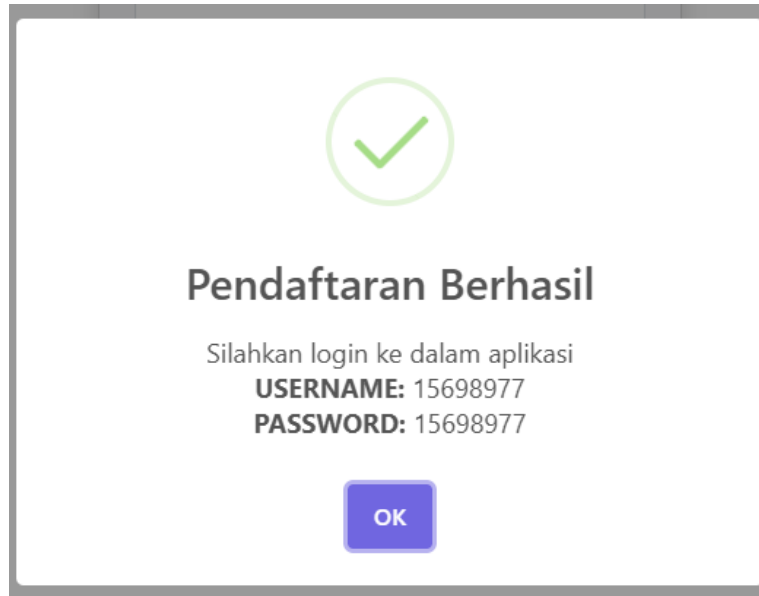 Pendaftaran Berhasil
Silahkan login ke dalam aplikasi
USERNAME: 15698977
PASSWORD: 15698977
OK